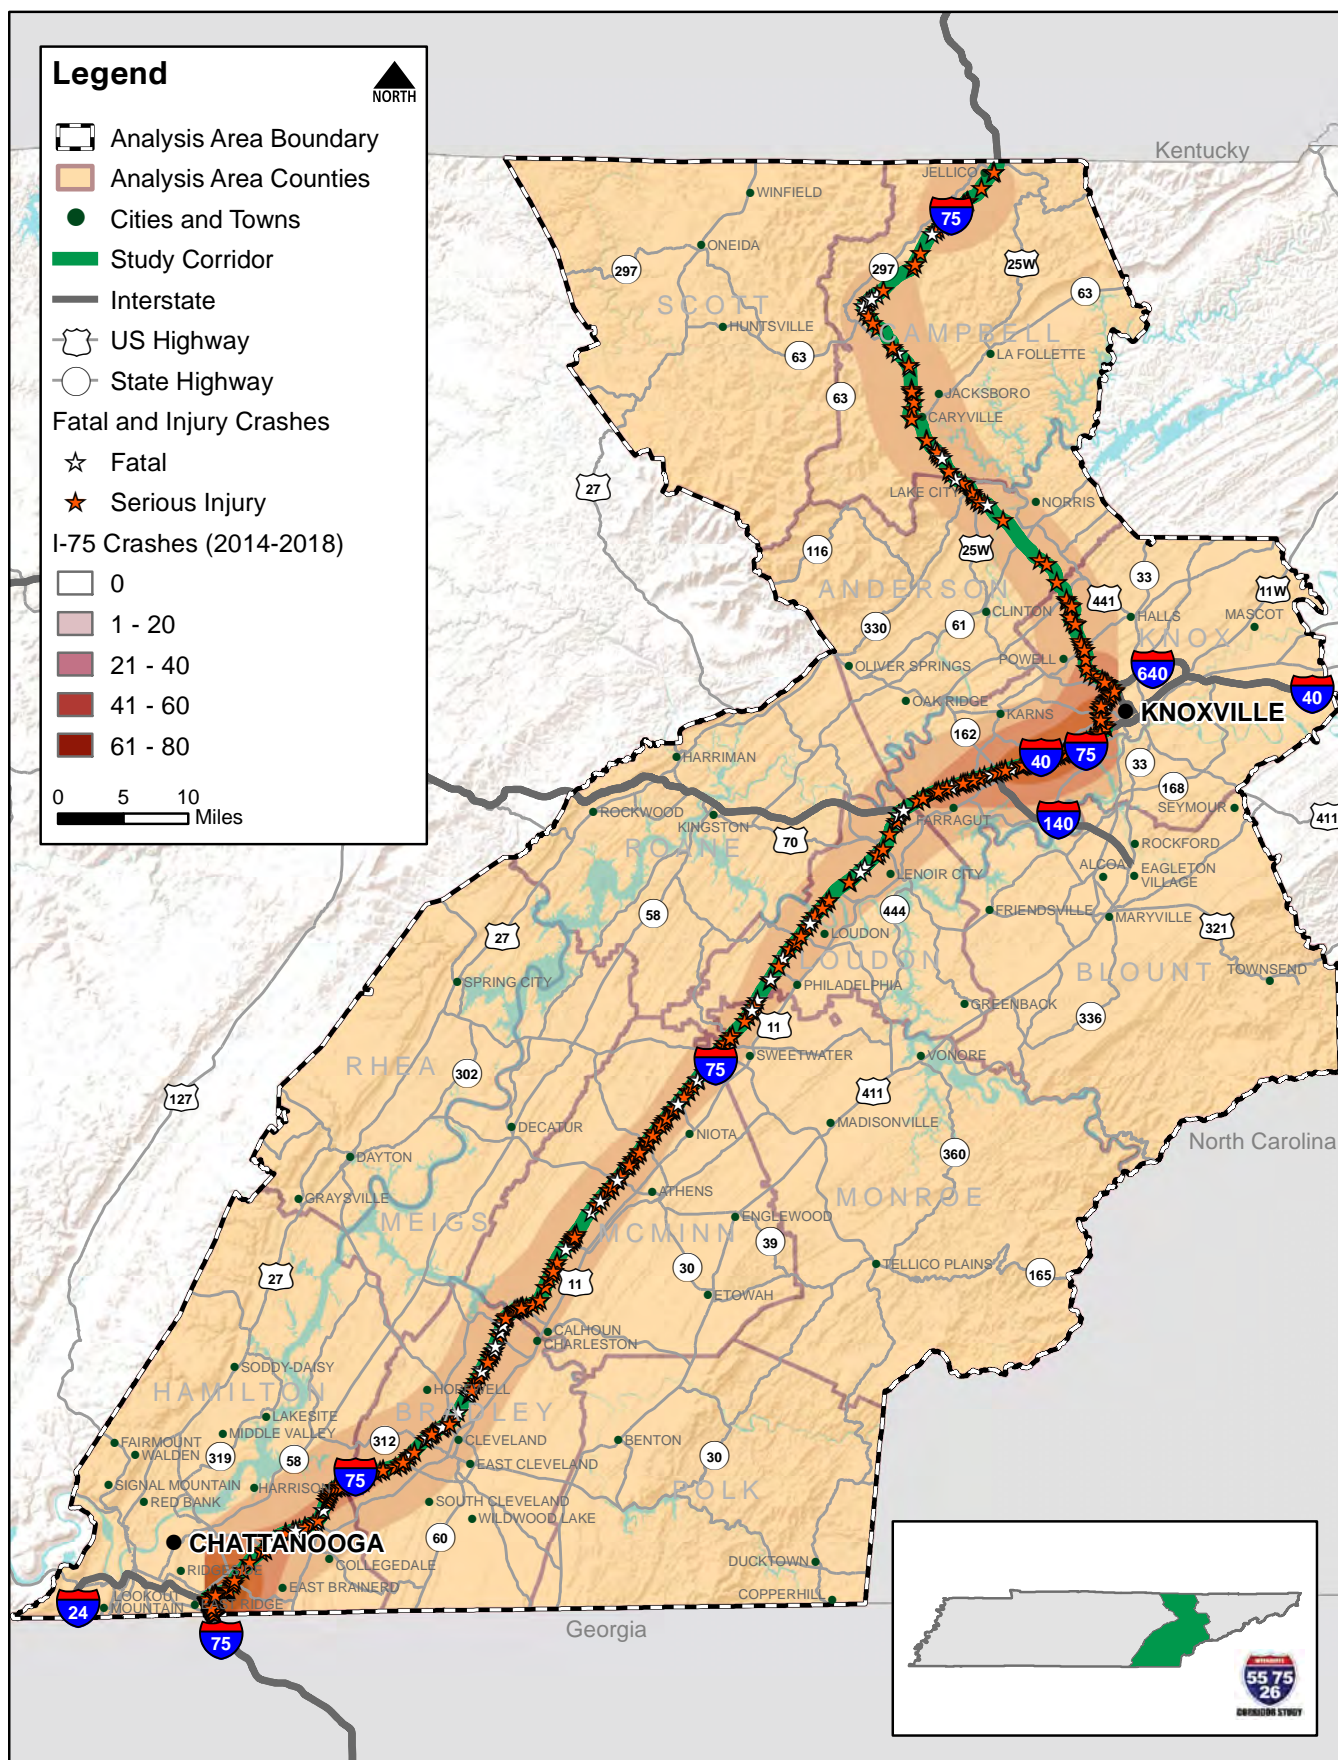 Legend
NORTH
Analysis Area Boundary
Analysis Area Counties
Cities and Towns
Study Corridor
Interstate
US Highway
State Highway
Fatal and Injury Crashes
Fatal
Serious Injury
I-75 Crashes (2014-2018)
0
1 - 20
21 - 40
41 - 60
61 - 80
0 5 10
Miles
Kentucky
JELLICO
WINFIELD
75
ONEIDA
297
297
25W
63
SCOTT
HUNTSVILLE
CAMPBELL
63
LA FOLLETTE
63
JACKSBORO
CARYVILLE
27
LAKE CITY
NORRIS
116
25W
33
11W
ANDERSON
441
CLINTON
HALLS
MASCOT
330
61
KNOX
OLIVER SPRINGS
POWELL
640
40
OAK RIDGE
KARNS
KNOXVILLE
162
40
75
33
HARRIMAN
168
ROCKWOOD
KINGSTON
FARRAGUT
140
SEYMOUR
411
70
ROANE
ROCKFORD
LENOIR CITY
ALCOA
EAGLETON
VILLAGE
58
444
FRIENDSVILLE
MARYVILLE
321
27
LOUDON
LOUDON
BLOUNT
TOWNSEND
SPRING CITY
PHILADELPHIA
GREENBACK
336
11
75
SWEETWATER
VONORE
RHEA
302
127
411
DECATUR
NIOTA
MADISONVILLE
North Carolina
DAYTON
360
GRAYSVILLE
ATHENS
MONROE
MEIGS
MCMINN
ENGLEWOOD
39
27
11
30
TELLICO PLAINS
165
ETOWAH
CALHOUN
CHARLESTON
SODDY-DAISY
HAMILTON
HOPEWELL
BRADLEY
LAKESITE
MIDDLE VALLEY
312
FAIRMOUNT
WALDEN
319
58
CLEVELAND
BENTON
30
EAST CLEVELAND
75
SIGNAL MOUNTAIN
HARRISON
RED BANK
SOUTH CLEVELAND
POLK
WILDWOOD LAKE
CHATTANOOGA
60
COLLEGEDALE
DUCKTOWN
RIDGESIDE
EAST BRAINERD
COPPERHILL
LOOKOUT
MOUNTAIN
EAST RIDGE
24
75
Georgia
INTERSTATE
55 75
26
CORRIDOR STUDY